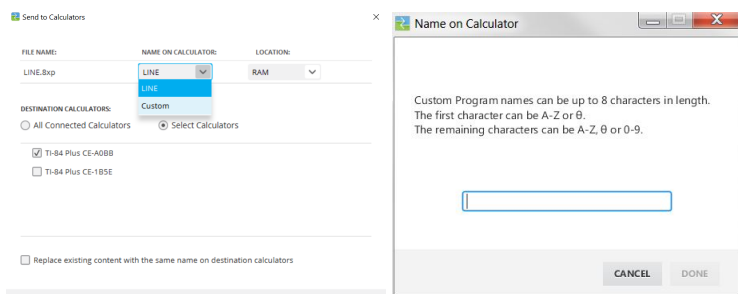 Send to Calculators
FILE NAME: NAME ON CALCULATOR: LOCATION:
LINE.8xp LINE RAM
LINE
Custom
DESTINATION CALCULATORS:
All Connected Calculators Select Calculators
TI-84 Plus CE-A0BB
TI-84 Plus CE-1B5E
Replace existing content with the same name on destination calculators
Name on Calculator
Custom Program names can be up to 8 characters in length.
The first character can be A-Z or θ.
The remaining characters can be A-Z, θ or 0-9.
CANCEL DONE